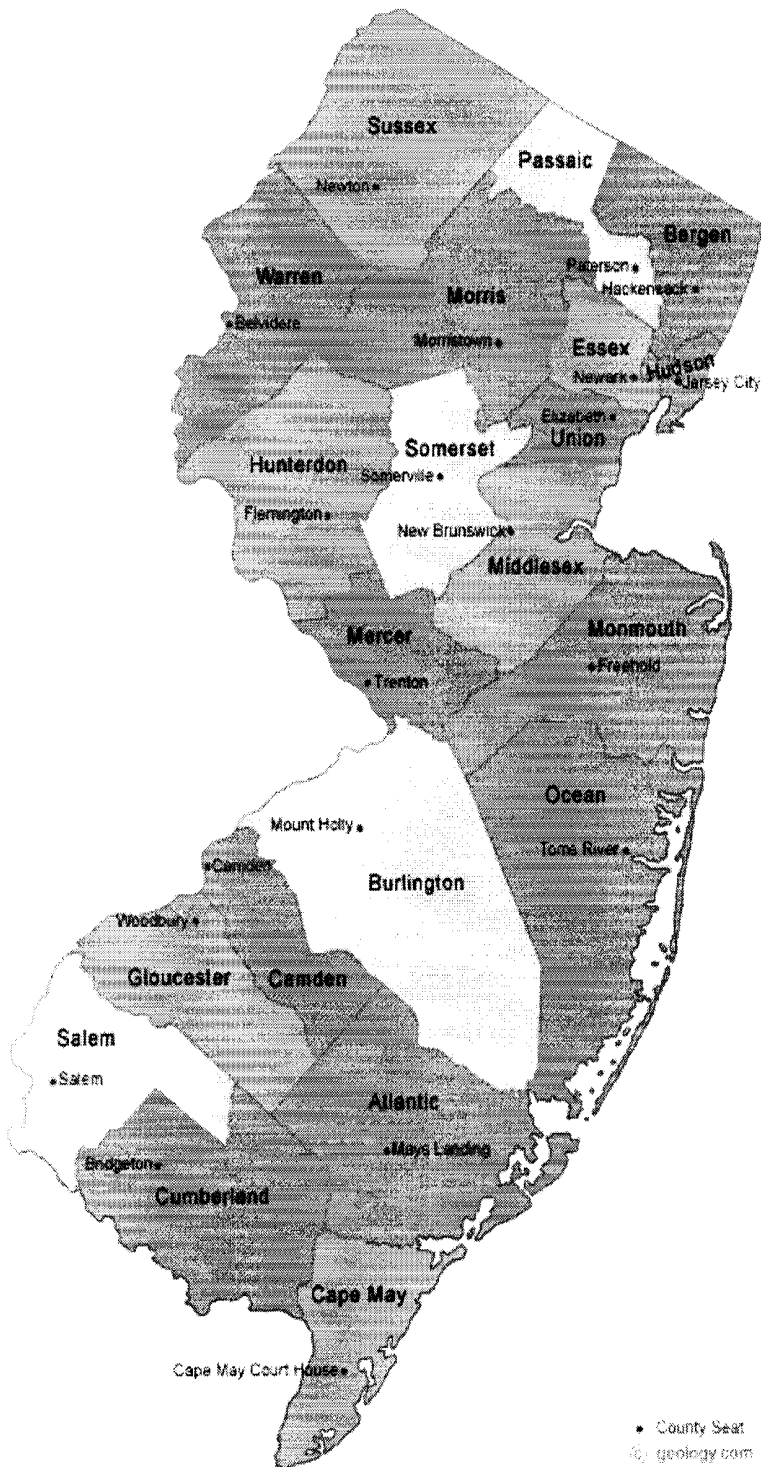 Sussex
Passaic
Newton
Bergen
Paterson
Warren
Hackensack
Morris
Belvidere
Morristown
Essex
Hudson
Newark
Jersey City
Elizabeth
Union
Somerset
Hunterdon
Somerville
Flemington
New Brunswick
Middlesex
Mercer
Monmouth
Freehold
Trenton
Ocean
Mount Holly
Toms River
Camden
Burlington
Woodbury
Gloucester
Camden
Salem
Salem
Atlantic
Mays Landing
Bridgeton
Cumberland
Cape May
Cape May Court House
County Seat
(c) geology.com